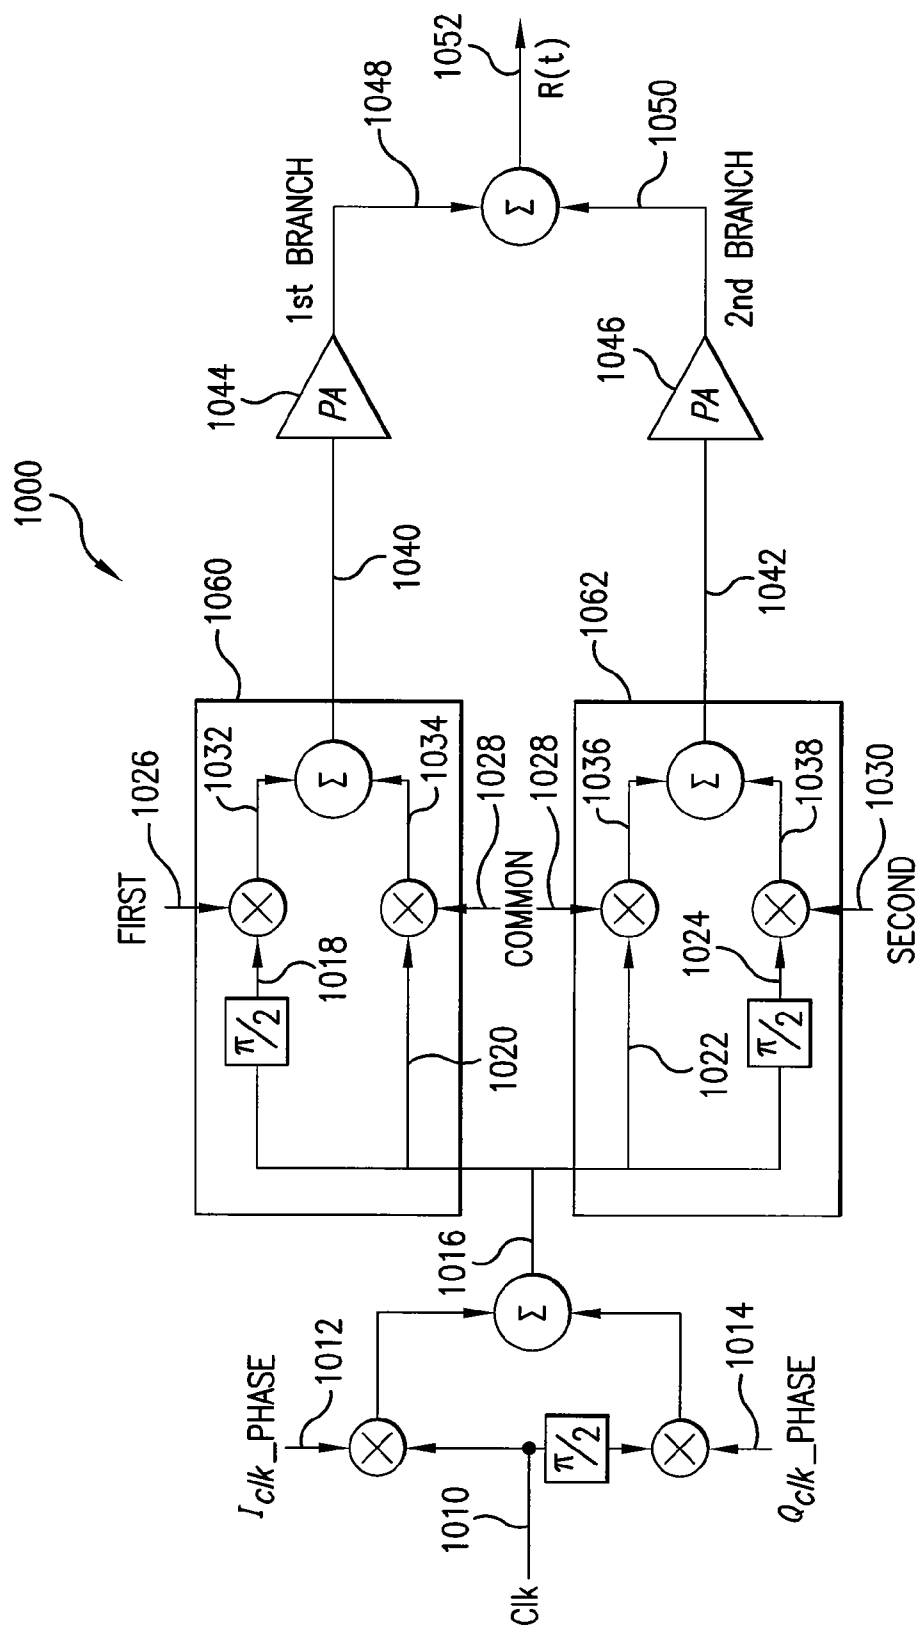 1000
Clk
1010
I_clk_PHASE
1012
π/2
Q_clk_PHASE
1014
Σ
1016
1060
FIRST
1026
π/2
1018
1020
1032
1034
Σ
1028
COMMON
1028
1062
1022
π/2
1024
1036
1038
Σ
SECOND
1030
1040
1042
1044
PA
1st BRANCH
1046
PA
2nd BRANCH
1048
1050
Σ
1052
R(t)